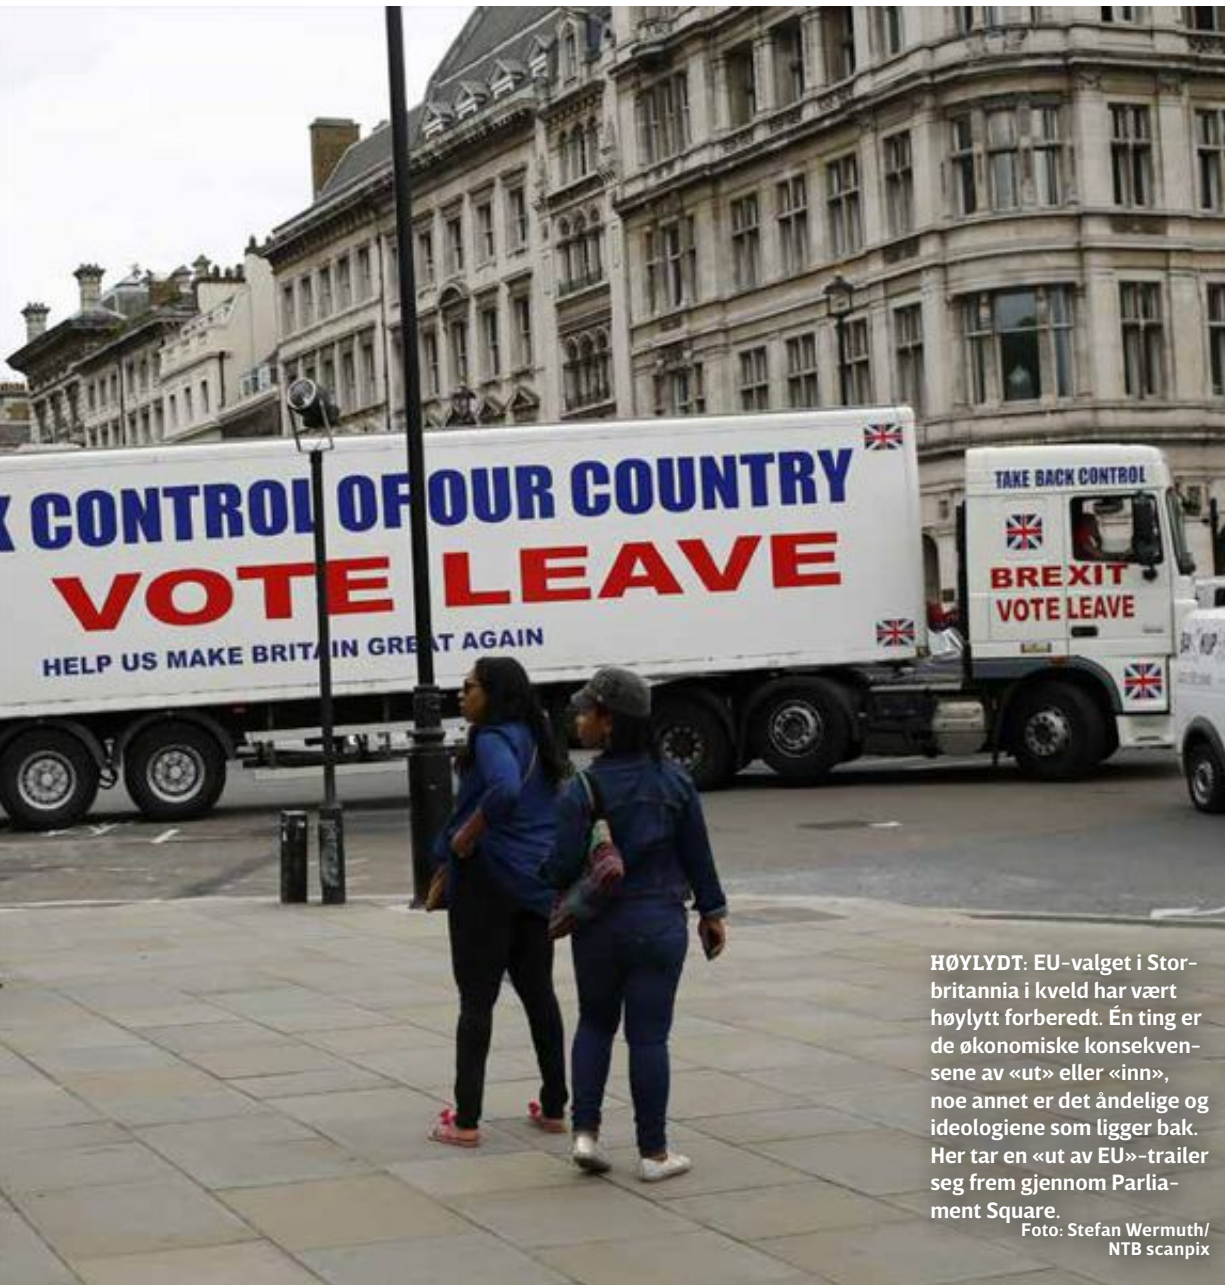 K CONTROL OF OUR COUNTRY
VOTE LEAVE
HELP US MAKE BRITAIN GREAT AGAIN
TAKE BACK CONTROL
BREXIT
VOTE LEAVE
HØYLYDT: EU-valget i Stor-
britannia i kveld har vært
høylytt forberedt. Én ting er
de økonomiske konsekven-
sene av «ut» eller «inn»,
noe annet er det åndelige og
ideologiene som ligger bak.
Her tar en «ut av EU»-trailer
seg frem gjennom Parlia-
ment Square.
Foto: Stefan Wermuth/
NTB scanpix